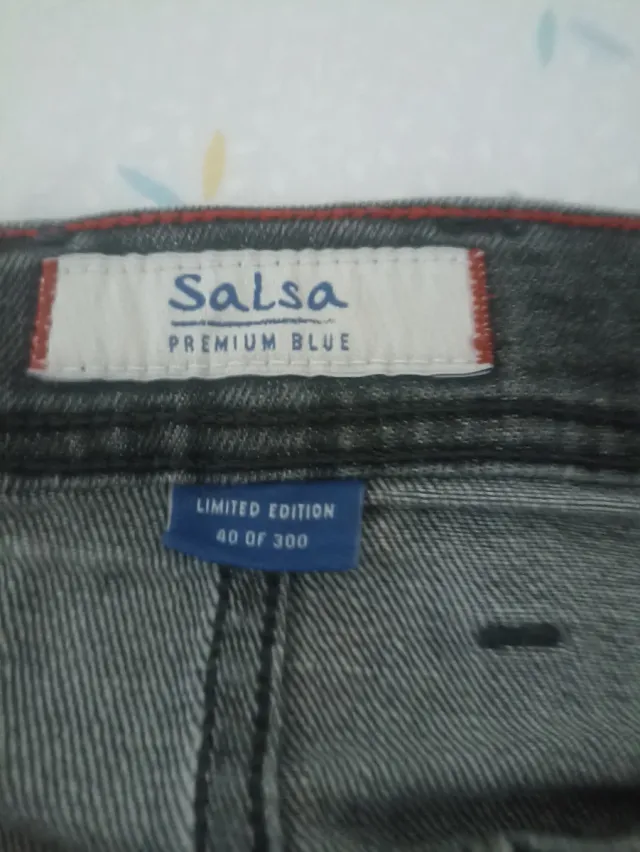 Salsa
PREMIUM BLUE
LIMITED EDITION
40 OF 300